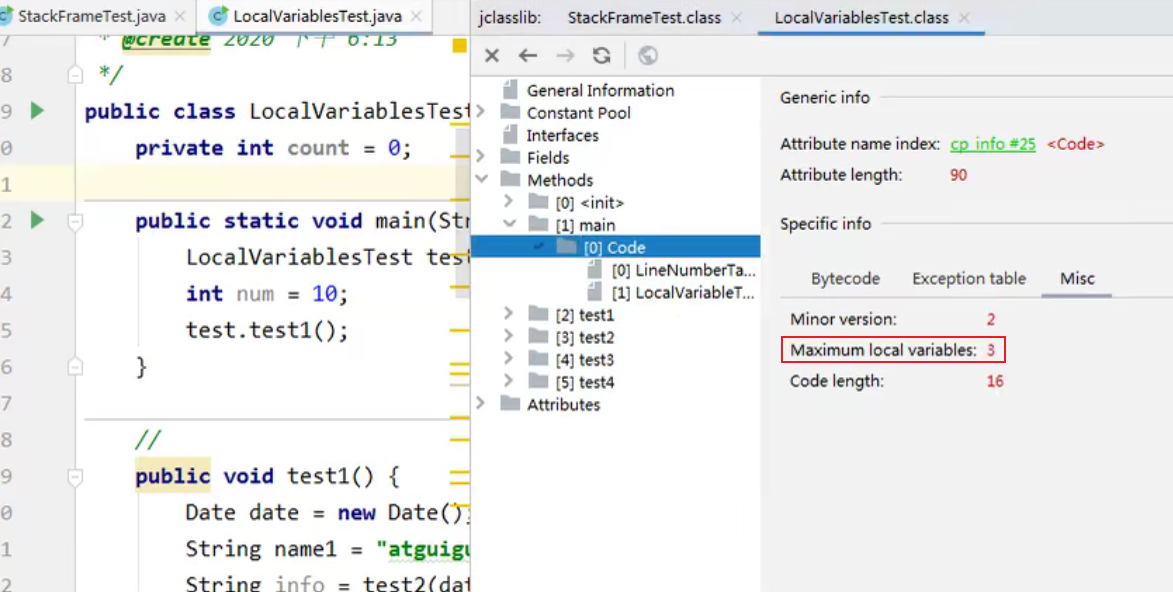 StackFrameTest.java
LocalVariablesTest.java
jclasslib:
StackFrameTest.class
LocalVariablesTest.class
7 * @create 2020 下午 6:13
8 */
9 public class LocalVariablesTest
0 private int count = 0;
1
2 public static void main(Str
3 LocalVariablesTest test
4 int num = 10;
5 test.test1();
6 }
7
8 //
9 public void test1() {
0 Date date = new Date();
1 String name1 = "atguigu
2 String info = test2(dat
General Information
Constant Pool
Interfaces
Fields
Methods
[0] <init>
[1] main
[0] Code
[0] LineNumberTa...
[1] LocalVariableT...
[2] test1
[3] test2
[4] test3
[5] test4
Attributes
Generic info
Attribute name index: cp info #25 <Code>
Attribute length: 90
Specific info
Bytecode Exception table Misc
Minor version: 2
Maximum local variables: 3
Code length: 16